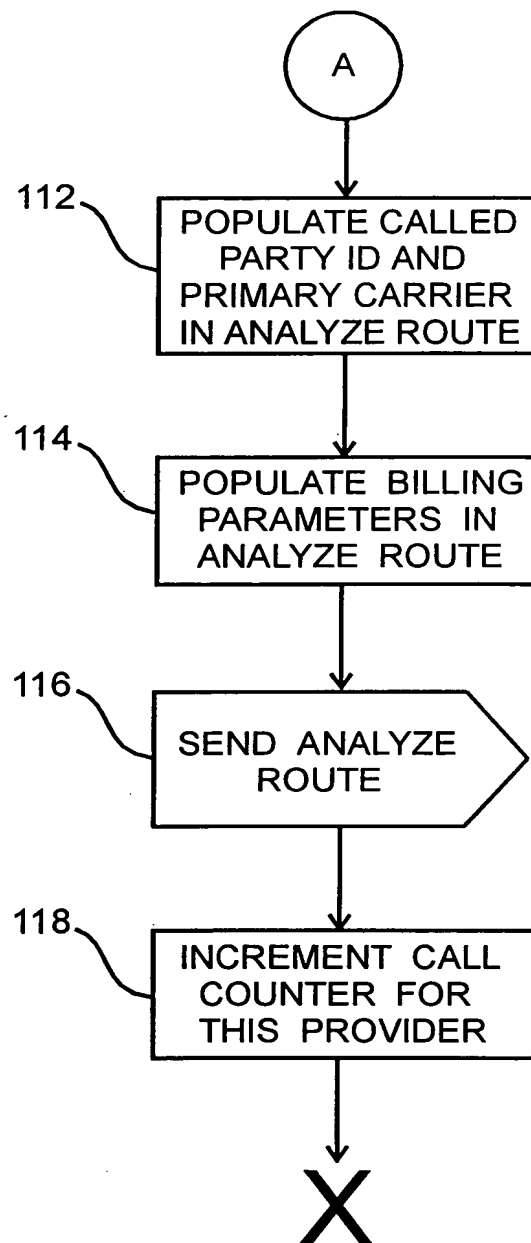 A
112
POPULATE CALLED
PARTY ID AND
PRIMARY CARRIER
IN ANALYZE ROUTE
114
POPULATE BILLING
PARAMETERS IN
ANALYZE ROUTE
116
SEND ANALYZE
ROUTE
118
INCREMENT CALL
COUNTER FOR
THIS PROVIDER
X